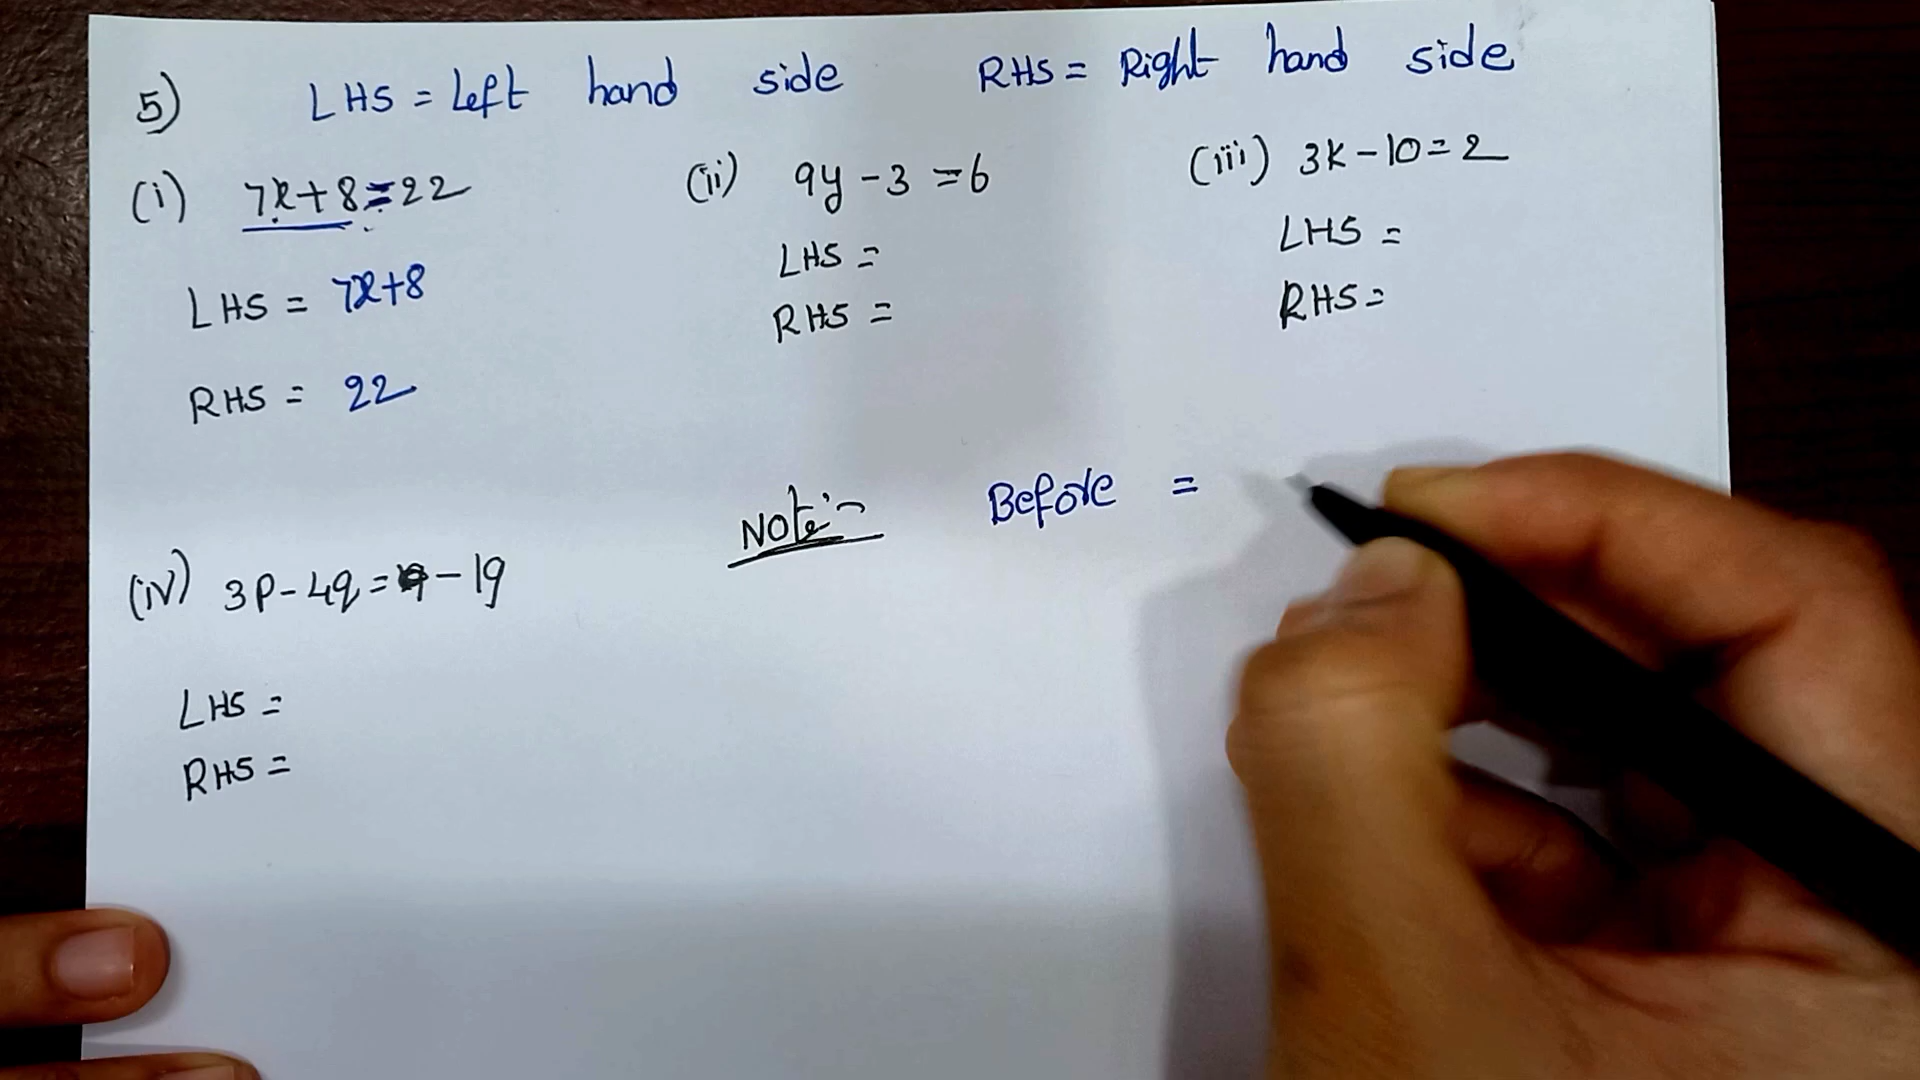 5) LHS = Left hand side RHS = Right hand side
(i) 7x+8=22 (ii) 9y-3=6 (iii) 3k-10=2
LHS = 7x+8 LHS = LHS =
RHS = 22 RHS = RHS =
Note:- Before =
(iv) 3p-4q= -19
LHS =
RHS =